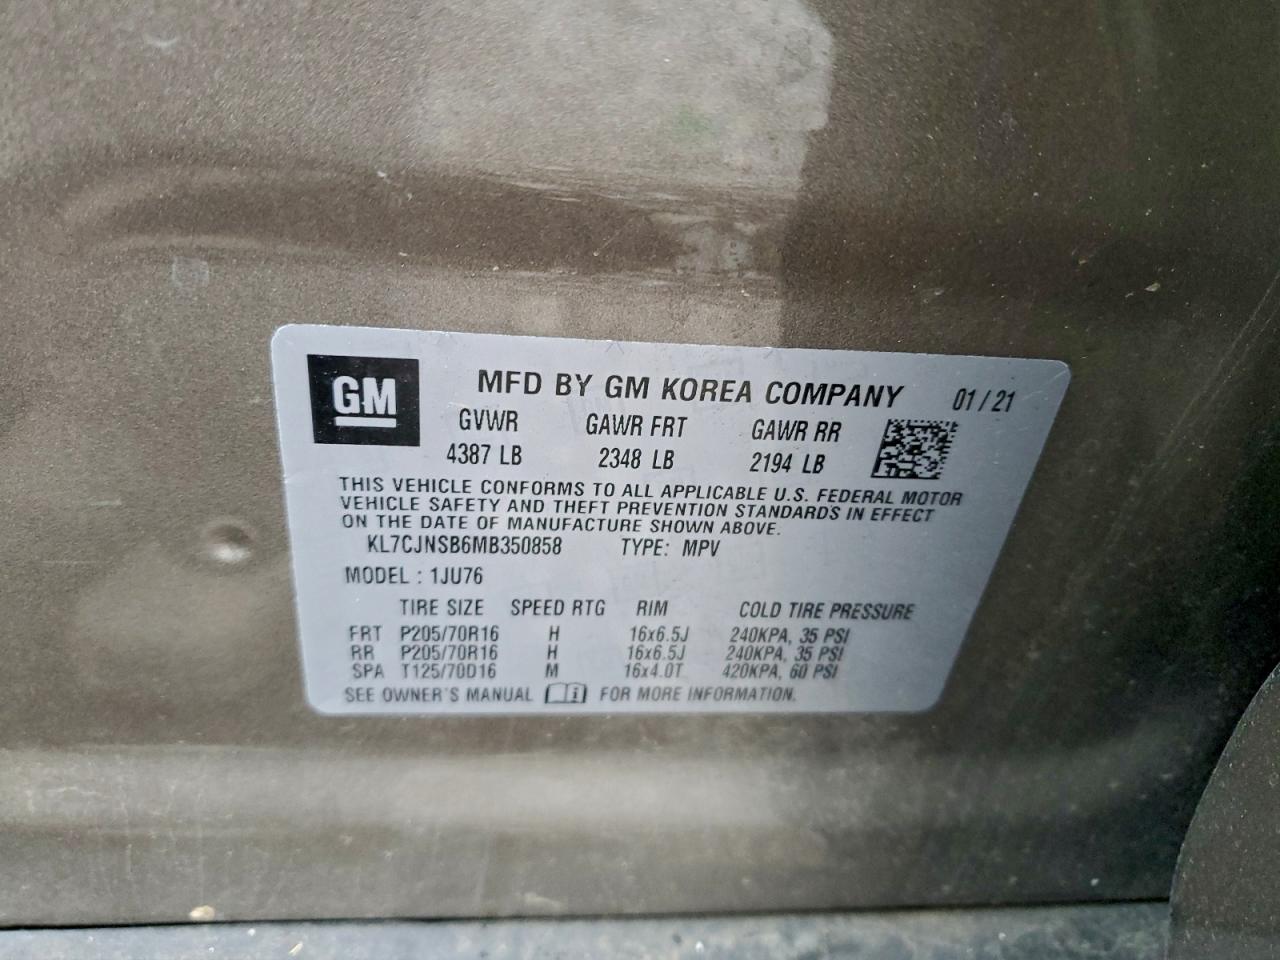 GM
MFD BY GM KOREA COMPANY 01/21
GVWR GAWR FRT GAWR RR
4387 LB 2348 LB 2194 LB
THIS VEHICLE CONFORMS TO ALL APPLICABLE U.S. FEDERAL MOTOR
VEHICLE SAFETY AND THEFT PREVENTION STANDARDS IN EFFECT
ON THE DATE OF MANUFACTURE SHOWN ABOVE.
KL7CJNSB6MB350858 TYPE: MPV
MODEL : 1JU76
TIRE SIZE SPEED RTG RIM COLD TIRE PRESSURE
FRT P205/70R16 H 16x6.5J 240KPA, 35 PSI
RR P205/70R16 H 16x6.5J 240KPA, 35 PSI
SPA T125/70D16 M 16x4.0T 420KPA, 60 PSI
SEE OWNER'S MANUAL FOR MORE INFORMATION.